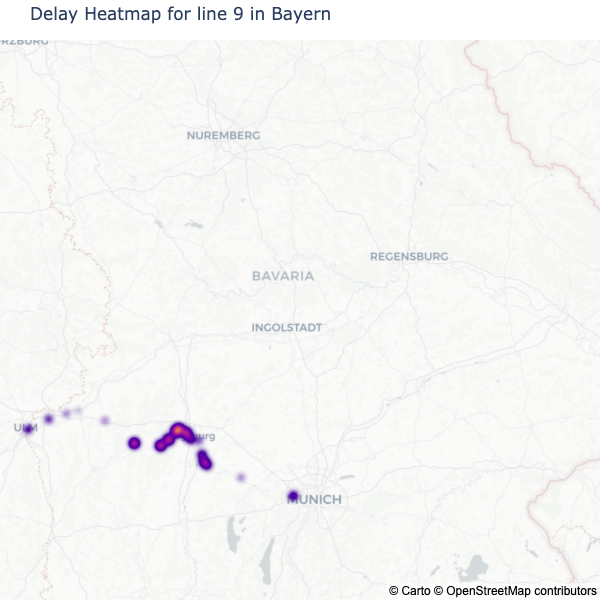 Delay Heatmap for line 9 in Bayern
RZBURG
NUREMBERG
REGENSBURG
BAVARIA
INGOLSTADT
ULM
burg
MUNICH
© Carto © OpenStreetMap contributors